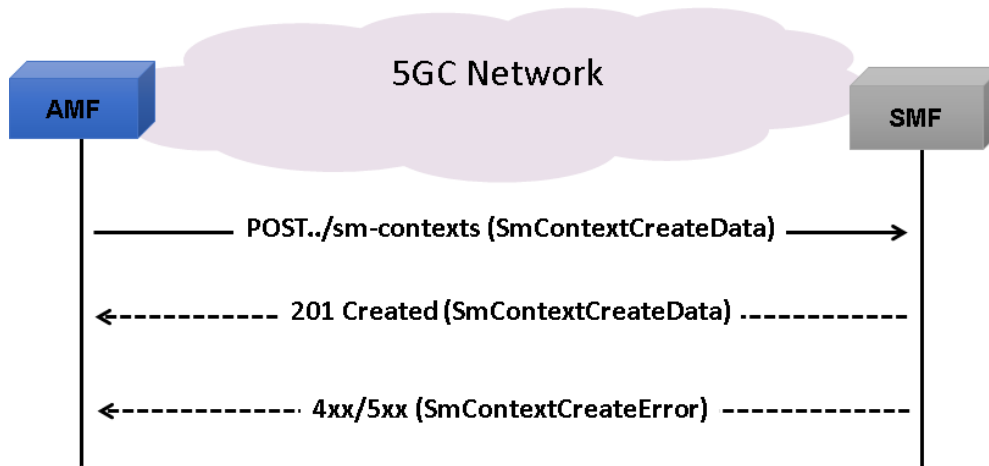 5GC Network
AMF
SMF
POST../sm-contexts (SmContextCreateData)
201 Created (SmContextCreateData)
4xx/5xx (SmContextCreateError)